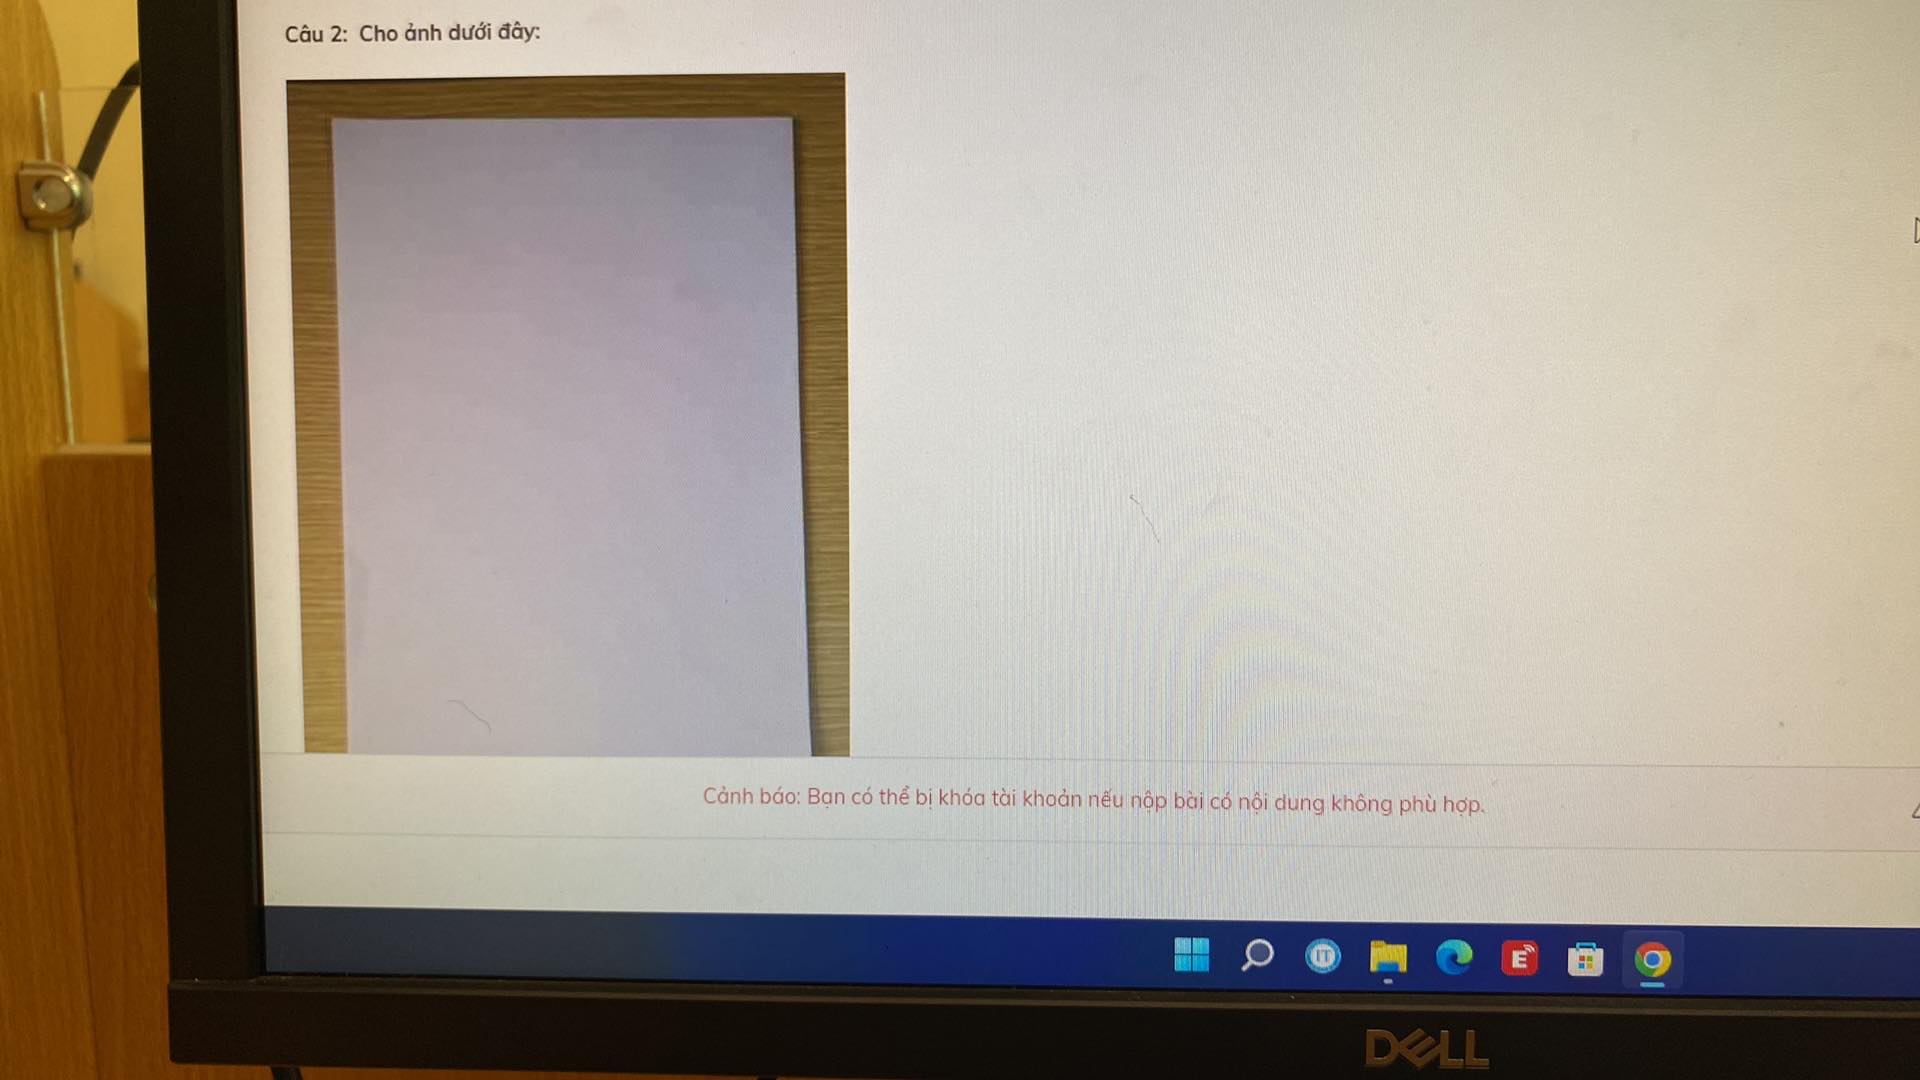 Câu 2: Cho ảnh dưới đây:
Cảnh báo: Bạn có thể bị khóa tài khoản nếu nộp bài có nội dung không phù hợp.
IT
E
DELL